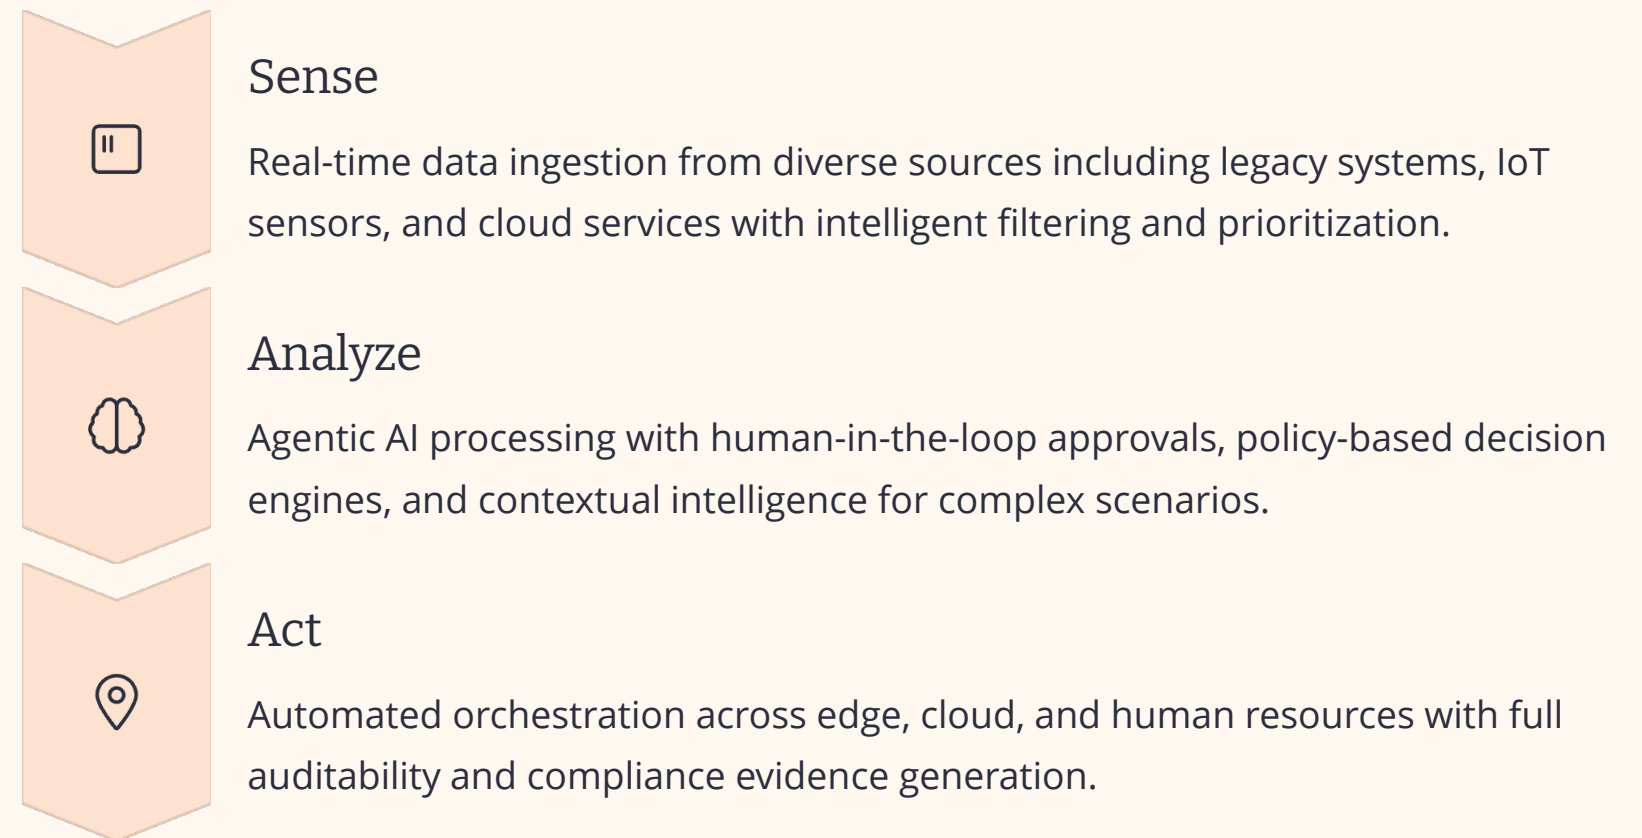 Sense
Real-time data ingestion from diverse sources including legacy systems, IoT
sensors, and cloud services with intelligent filtering and prioritization.
Analyze
Agentic AI processing with human-in-the-loop approvals, policy-based decision
engines, and contextual intelligence for complex scenarios.
Act
Automated orchestration across edge, cloud, and human resources with full
auditability and compliance evidence generation.